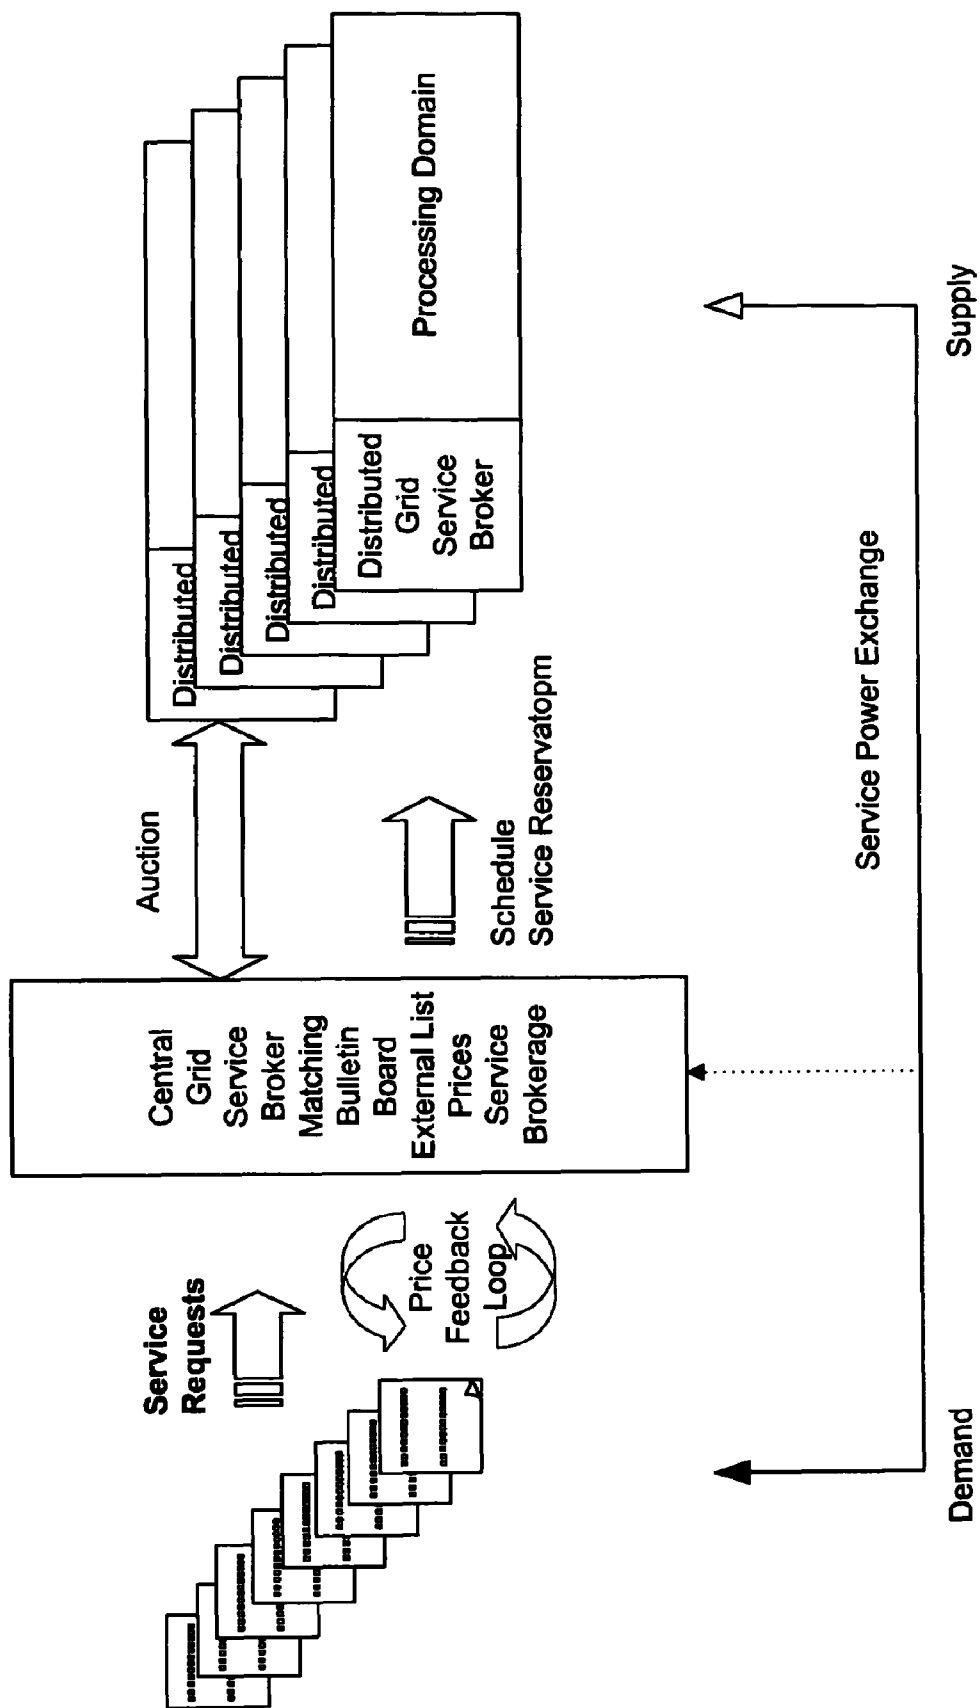 Service
Requests
Price
Feedback
Loop
Central
Grid
Service
Broker
Matching
Bulletin
Board
External List
Prices
Service
Brokerage
Auction
Schedule
Service Reservatopm
Distributed
Distributed
Distributed
Distributed
Distributed
Grid
Service
Broker
Processing Domain
Demand
Service Power Exchange
Supply